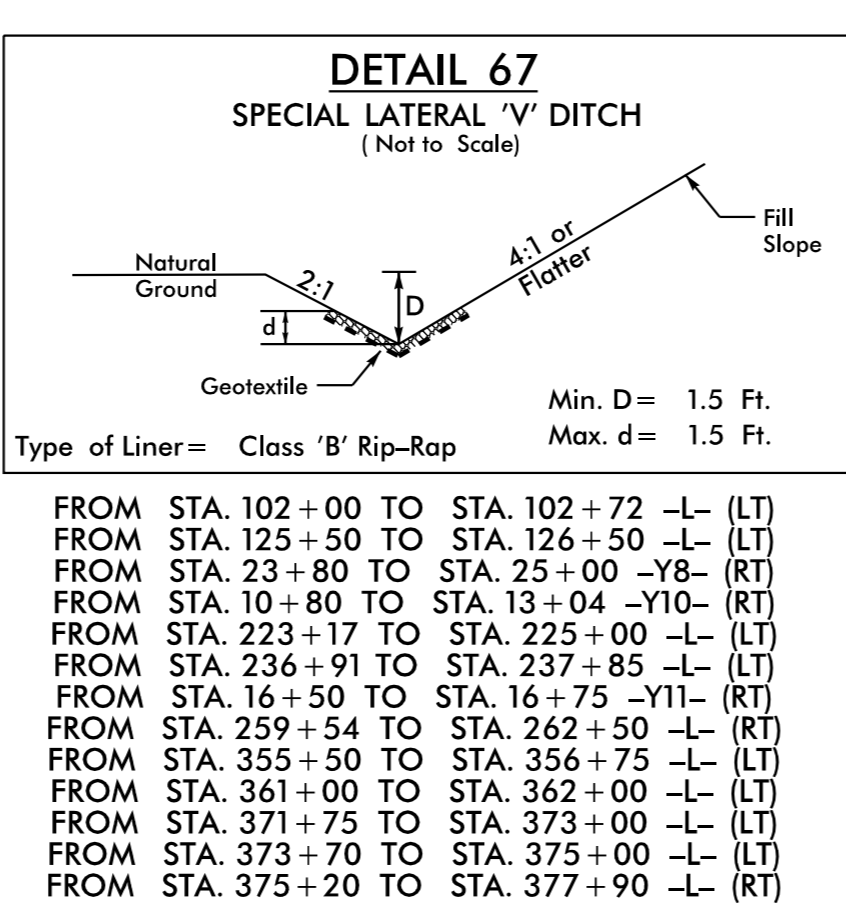 DETAIL 67
SPECIAL LATERAL 'V' DITCH
( Not to Scale)
Natural
Ground
2:1
D
d
4:1 or
Flatter
Fill
Slope
Geotextile
Min. D= 1.5 Ft.
Max. d= 1.5 Ft.
Type of Liner= Class 'B' Rip-Rap
FROM STA. 102+00 TO STA. 102+72 -L- (LT)
FROM STA. 125+50 TO STA. 126+50 -L- (LT)
FROM STA. 23+80 TO STA. 25+00 -Y8- (RT)
FROM STA. 10+80 TO STA. 13+04 -Y10- (RT)
FROM STA. 223+17 TO STA. 225+00 -L- (LT)
FROM STA. 236+91 TO STA. 237+85 -L- (LT)
FROM STA. 16+50 TO STA. 16+75 -Y11- (RT)
FROM STA. 259+54 TO STA. 262+50 -L- (RT)
FROM STA. 355+50 TO STA. 356+75 -L- (LT)
FROM STA. 361+00 TO STA. 362+00 -L- (LT)
FROM STA. 371+75 TO STA. 373+00 -L- (LT)
FROM STA. 373+70 TO STA. 375+00 -L- (LT)
FROM STA. 375+20 TO STA. 377+90 -L- (RT)